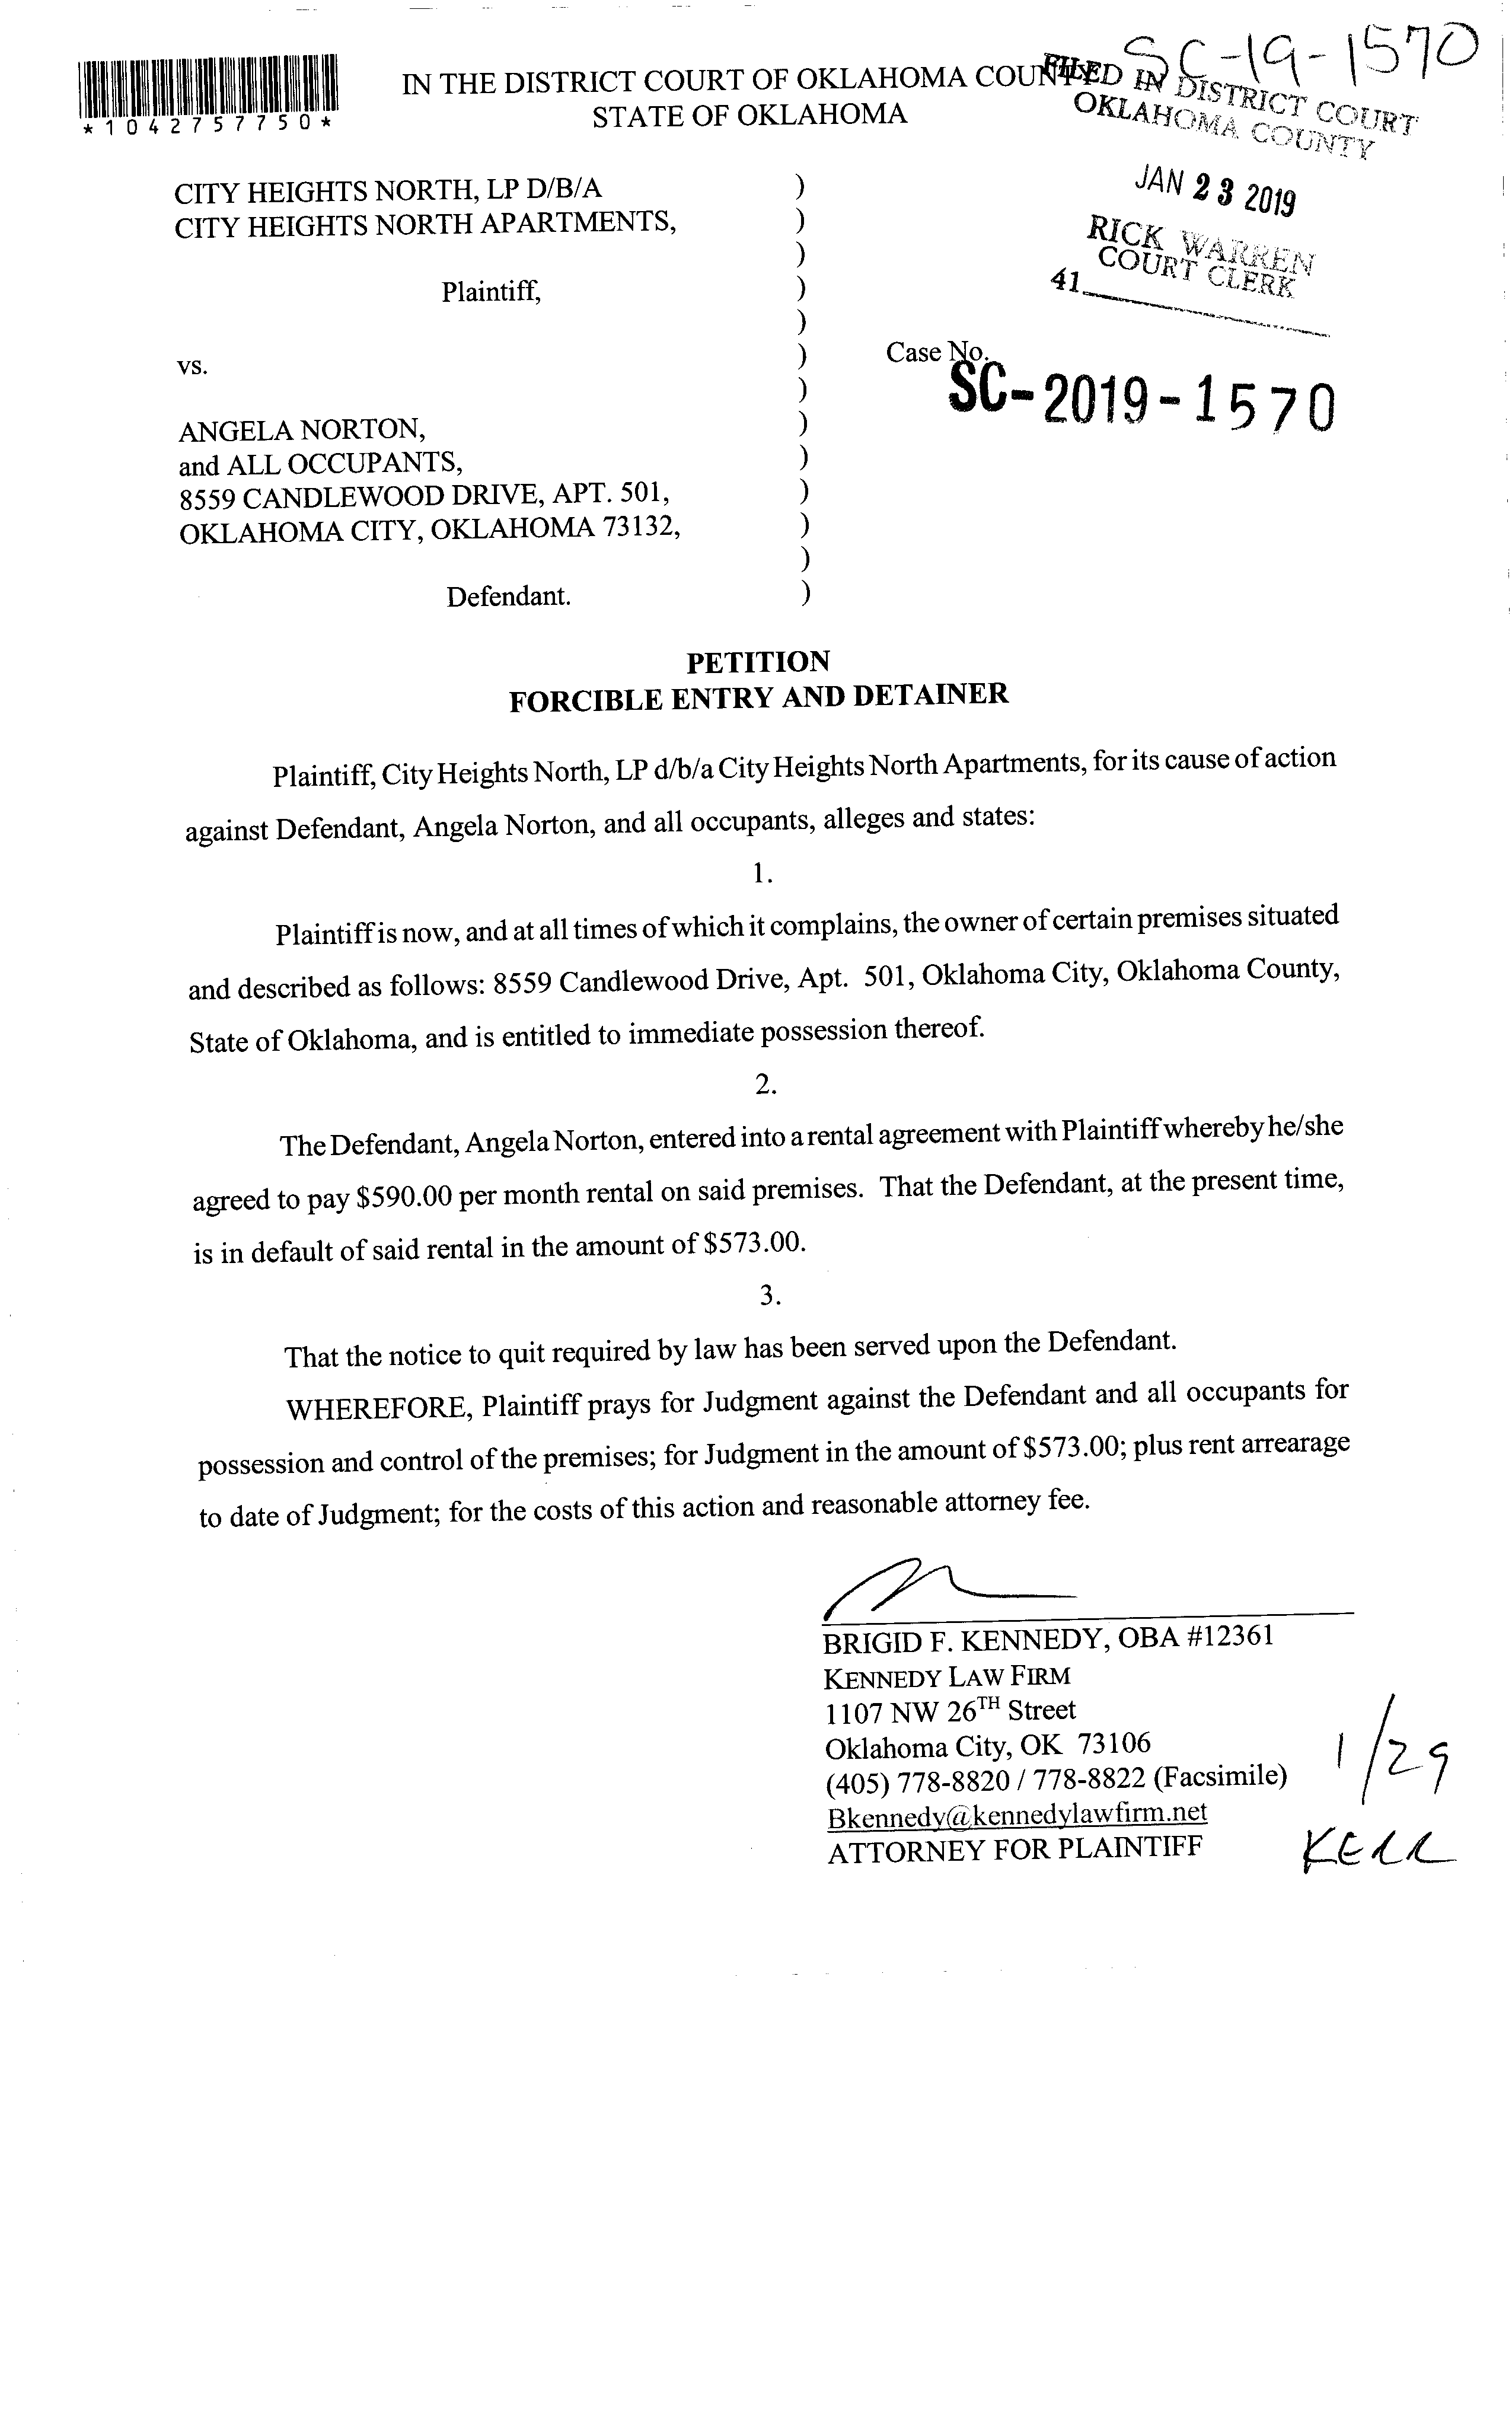 SC-19-1570
*1042757750*
IN THE DISTRICT COURT OF OKLAHOMA COUNTY
STATE OF OKLAHOMA
FILED IN DISTRICT COURT
OKLAHOMA COUNTY
JAN 23 2019
RICK WARREN
COURT CLERK
41
CITY HEIGHTS NORTH, LP D/B/A )
CITY HEIGHTS NORTH APARTMENTS, )
)
Plaintiff, )
)
vs. )
)
Case No.
SC-2019-1570
ANGELA NORTON, )
and ALL OCCUPANTS, )
8559 CANDLEWOOD DRIVE, APT. 501, )
OKLAHOMA CITY, OKLAHOMA 73132, )
)
Defendant. )
PETITION
FORCIBLE ENTRY AND DETAINER
Plaintiff, City Heights North, LP d/b/a City Heights North Apartments, for its cause of action
against Defendant, Angela Norton, and all occupants, alleges and states:
1.
Plaintiff is now, and at all times of which it complains, the owner of certain premises situated
and described as follows: 8559 Candlewood Drive, Apt. 501, Oklahoma City, Oklahoma County,
State of Oklahoma, and is entitled to immediate possession thereof.
2.
The Defendant, Angela Norton, entered into a rental agreement with Plaintiff whereby he/she
agreed to pay $590.00 per month rental on said premises. That the Defendant, at the present time,
is in default of said rental in the amount of $573.00.
3.
That the notice to quit required by law has been served upon the Defendant.
WHEREFORE, Plaintiff prays for Judgment against the Defendant and all occupants for
possession and control of the premises; for Judgment in the amount of $573.00; plus rent arrearage
to date of Judgment; for the costs of this action and reasonable attorney fee.
BRIGID F. KENNEDY, OBA #12361
KENNEDY LAW FIRM
1107 NW 26TH Street
Oklahoma City, OK 73106
(405) 778-8820 / 778-8822 (Facsimile)
Bkennedy@kennedylawfirm.net
ATTORNEY FOR PLAINTIFF
1/29